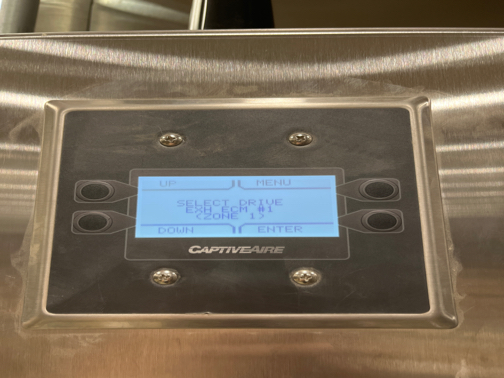 UP MENU
SELECT DRIVE
EXH ECM #1
(ZONE 1)
DOWN ENTER
CAPTIVEAIRE